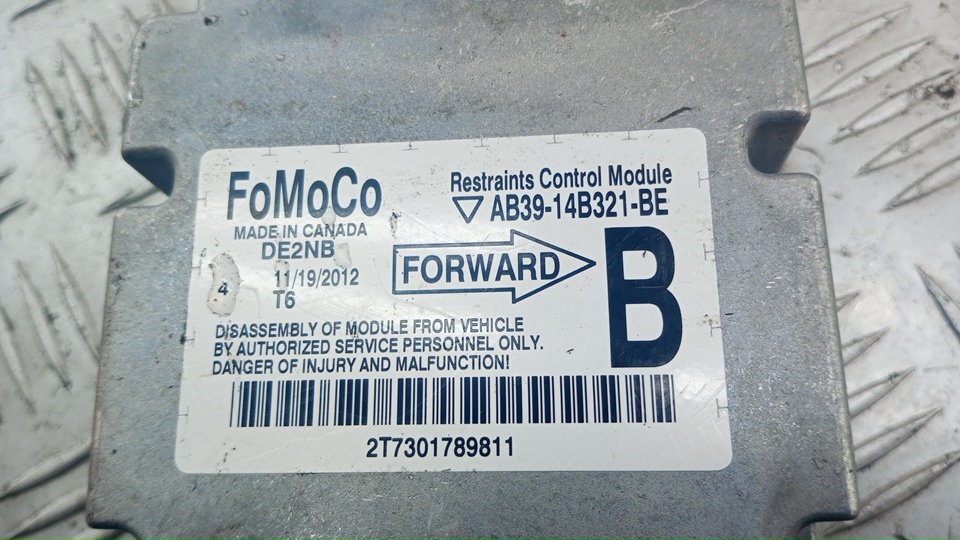 FoMoCo
MADE IN CANADA
DE2NB
11/19/2012
T6
4
Restraints Control Module
AB39-14B321-BE
FORWARD
B
DISASSEMBLY OF MODULE FROM VEHICLE
BY AUTHORIZED SERVICE PERSONNEL ONLY.
DANGER OF INJURY AND MALFUNCTION!
2T7301789811